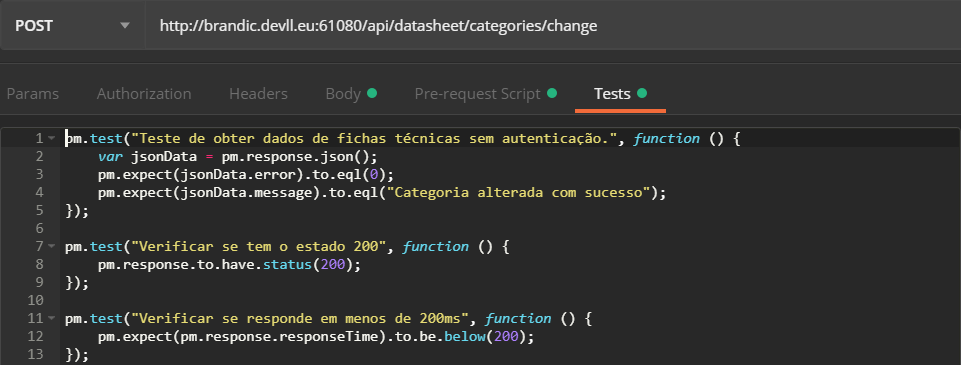 POST http://brandic.devll.eu:61080/api/datasheet/categories/change
Params Authorization Headers Body Pre-request Script Tests
1 pm.test("Teste de obter dados de fichas técnicas sem autenticação.", function () {
2 var jsonData = pm.response.json();
3 pm.expect(jsonData.error).to.eql(0);
4 pm.expect(jsonData.message).to.eql("Categoria alterada com sucesso");
5 });
6
7 pm.test("Verificar se tem o estado 200", function () {
8 pm.response.to.have.status(200);
9 });
10
11 pm.test("Verificar se responde em menos de 200ms", function () {
12 pm.expect(pm.response.responseTime).to.be.below(200);
13 });